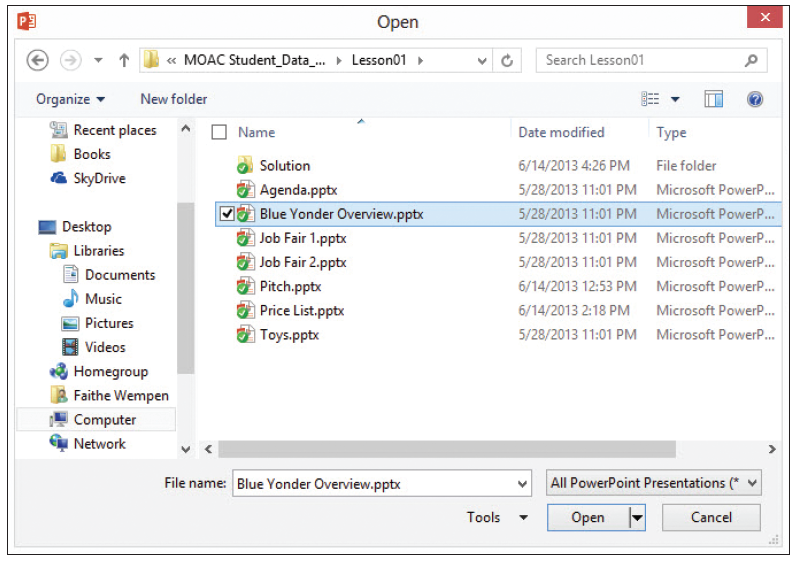 Open
« MOAC Student_Data_... Lesson01
Search Lesson01
Organize New folder
Recent places
Books
SkyDrive
Desktop
Libraries
Documents
Music
Pictures
Videos
Homegroup
Faithe Wempen
Computer
Network
Name Date modified Type
Solution 6/14/2013 4:26 PM File folder
Agenda.pptx 5/28/2013 11:01 PM Microsoft PowerP...
Blue Yonder Overview.pptx 5/28/2013 11:01 PM Microsoft PowerP...
Job Fair 1.pptx 5/28/2013 11:01 PM Microsoft PowerP...
Job Fair 2.pptx 5/28/2013 11:01 PM Microsoft PowerP...
Pitch.pptx 6/14/2013 12:53 PM Microsoft PowerP...
Price List.pptx 6/14/2013 2:18 PM Microsoft PowerP...
Toys.pptx 5/28/2013 11:01 PM Microsoft PowerP...
File name: Blue Yonder Overview.pptx All PowerPoint Presentations (*
Tools Open Cancel